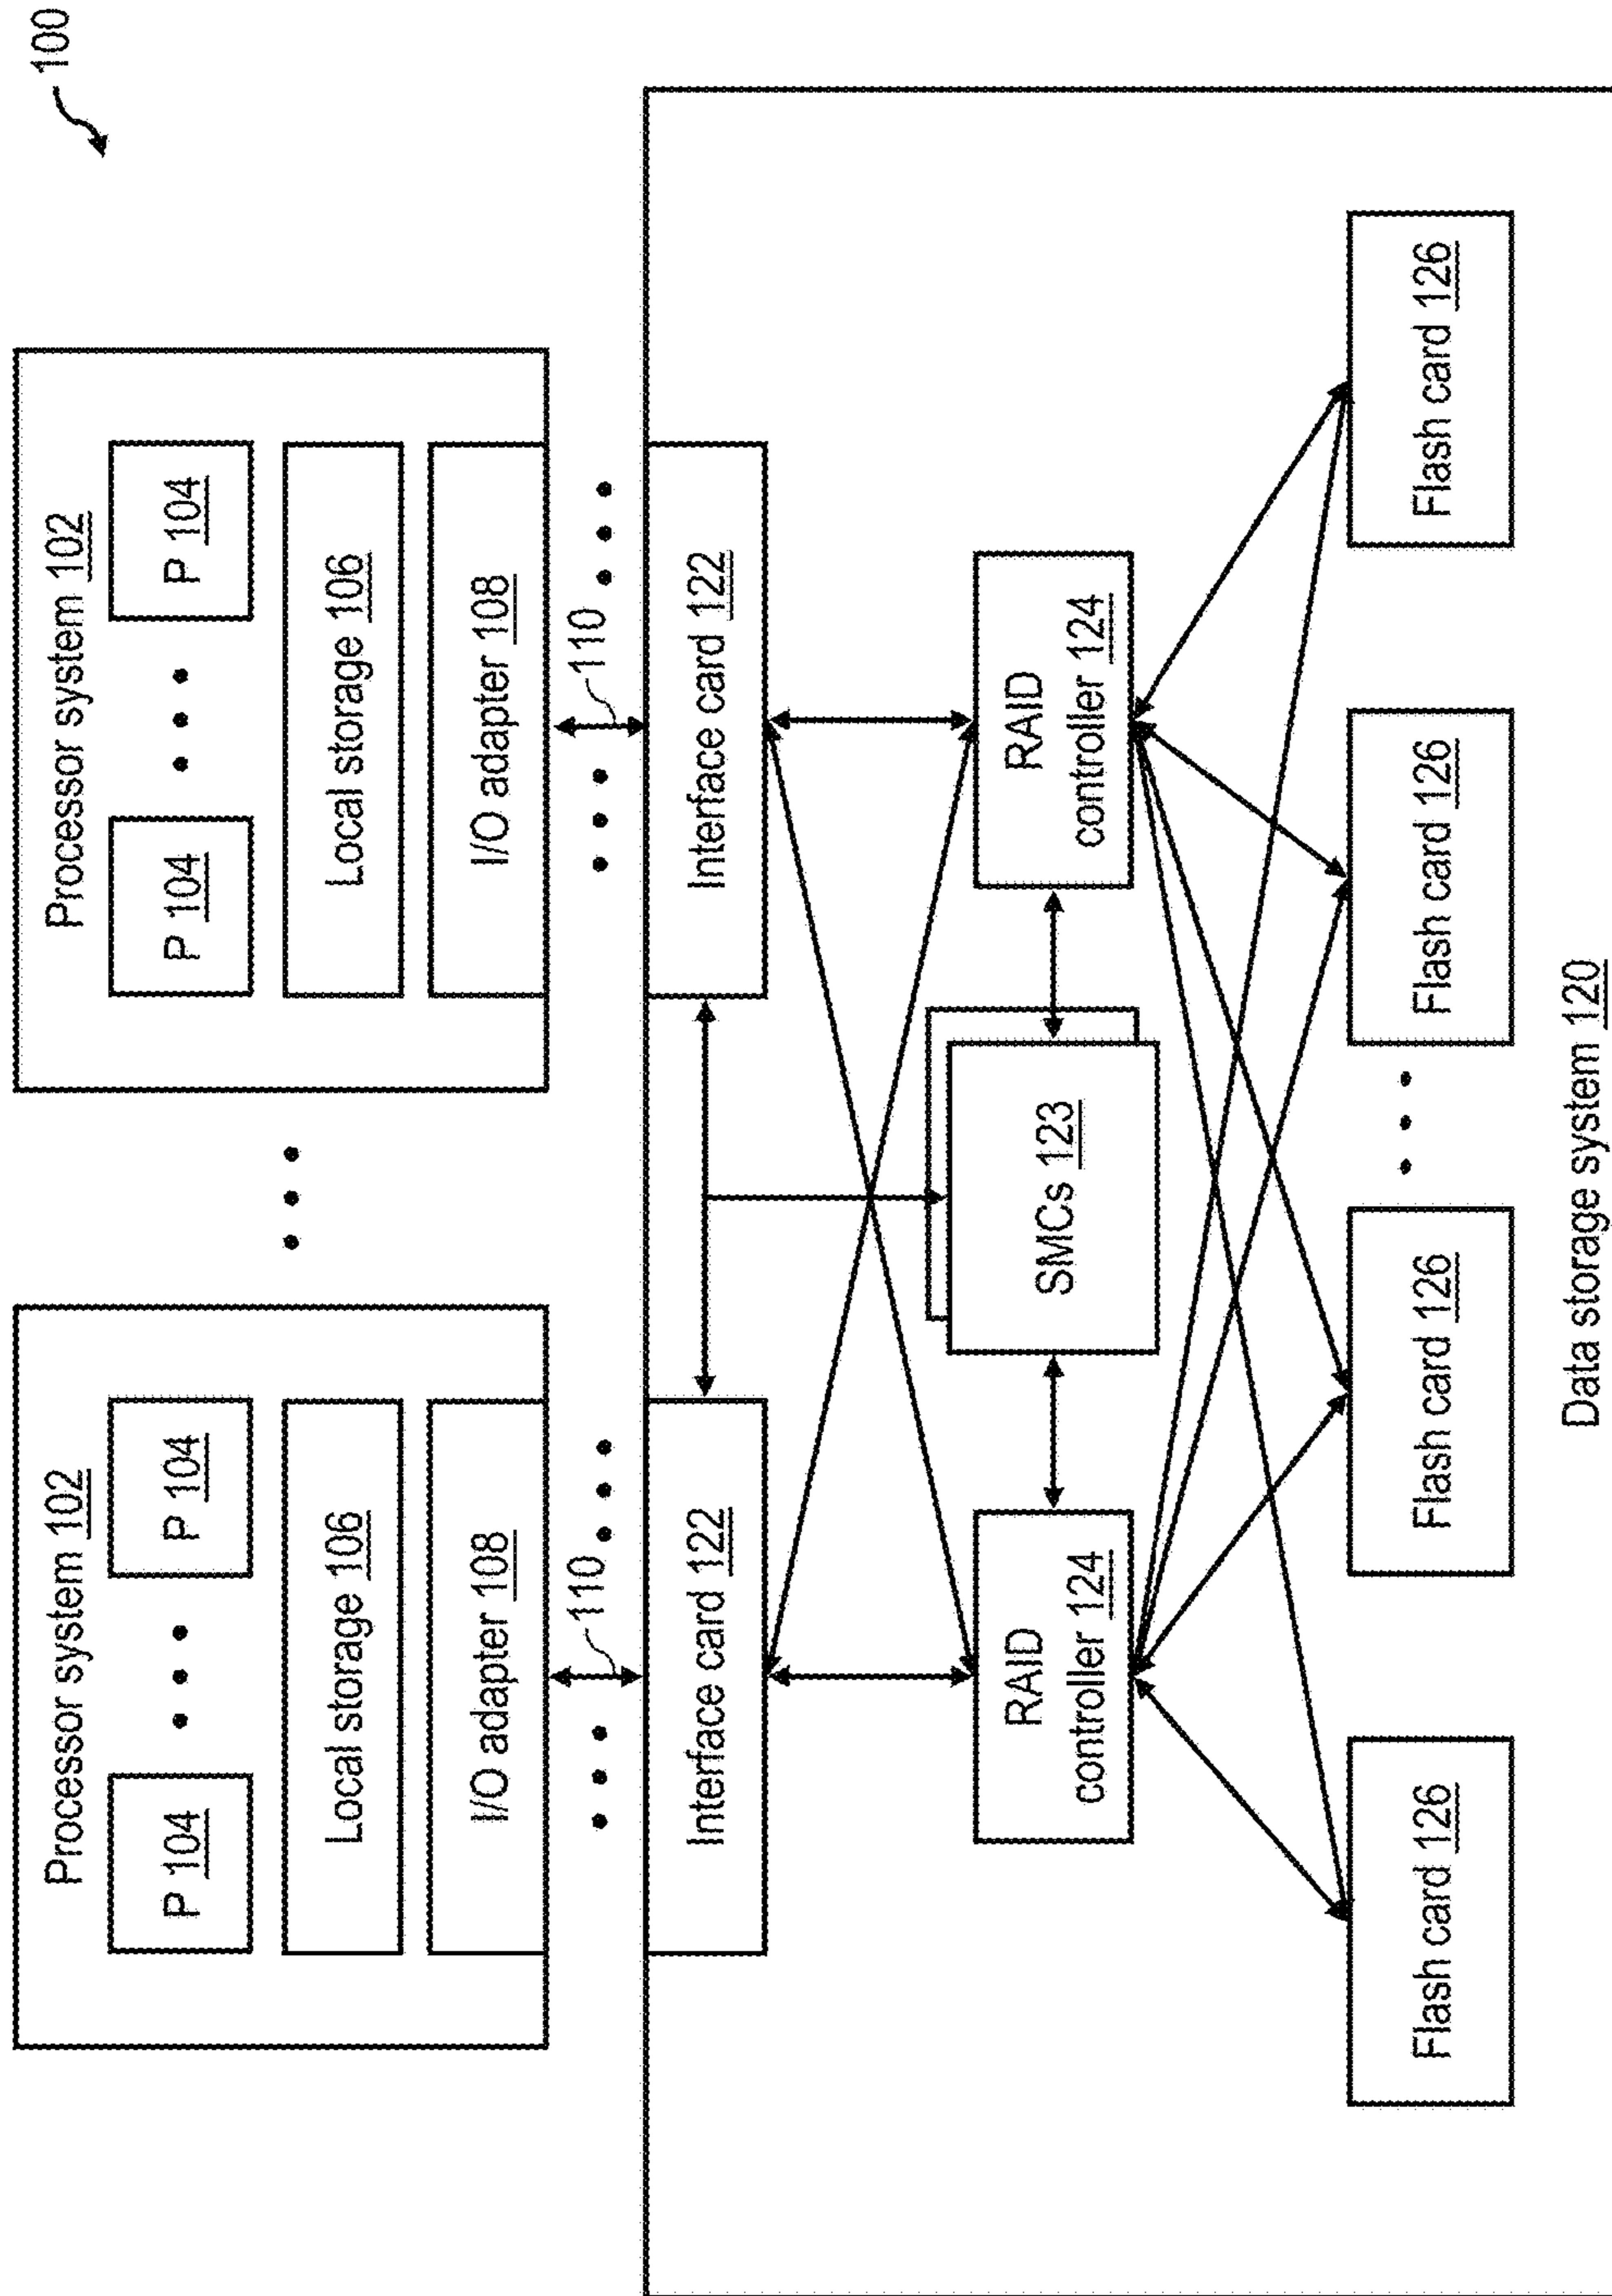 100
Processor system 102
P 104
P 104
Local storage 106
I/O adapter 108
110
Processor system 102
P 104
P 104
Local storage 106
I/O adapter 108
110
Interface card 122
Interface card 122
RAID
controller 124
SMCs 123
RAID
controller 124
Flash card 126
Flash card 126
Flash card 126
Flash card 126
Data storage system 120